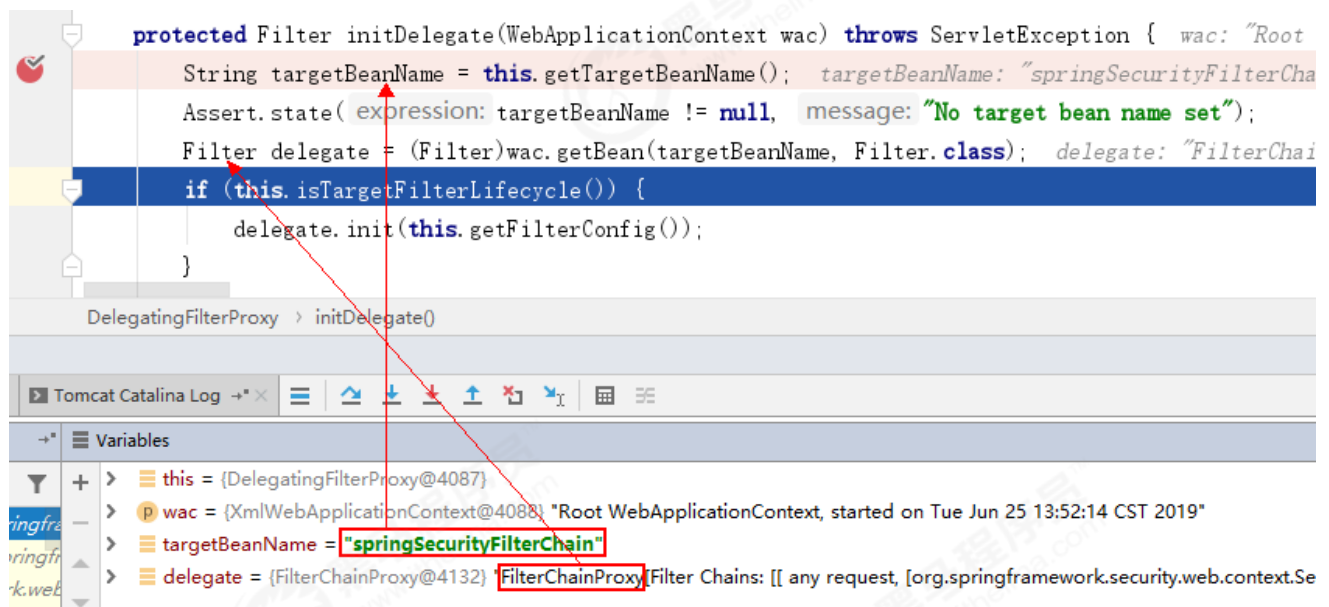 protected Filter initDelegate(WebApplicationContext wac) throws ServletException { wac: "Root
String targetBeanName = this.getTargetBeanName(); targetBeanName: "springSecurityFilterCha
Assert.state( expression: targetBeanName != null, message: "No target bean name set");
Filter delegate = (Filter)wac.getBean(targetBeanName, Filter.class); delegate: "FilterChai
if (this.isTargetFilterLifecycle()) {
delegate.init(this.getFilterConfig());
}
DelegatingFilterProxy > initDelegate()
Tomcat Catalina Log
Variables
this = {DelegatingFilterProxy@4087}
wac = {XmlWebApplicationContext@4088} "Root WebApplicationContext, started on Tue Jun 25 13:52:14 CST 2019"
targetBeanName = "springSecurityFilterChain"
delegate = {FilterChainProxy@4132} "FilterChainProxy[Filter Chains: [[ any request, [org.springframework.security.web.context.Se